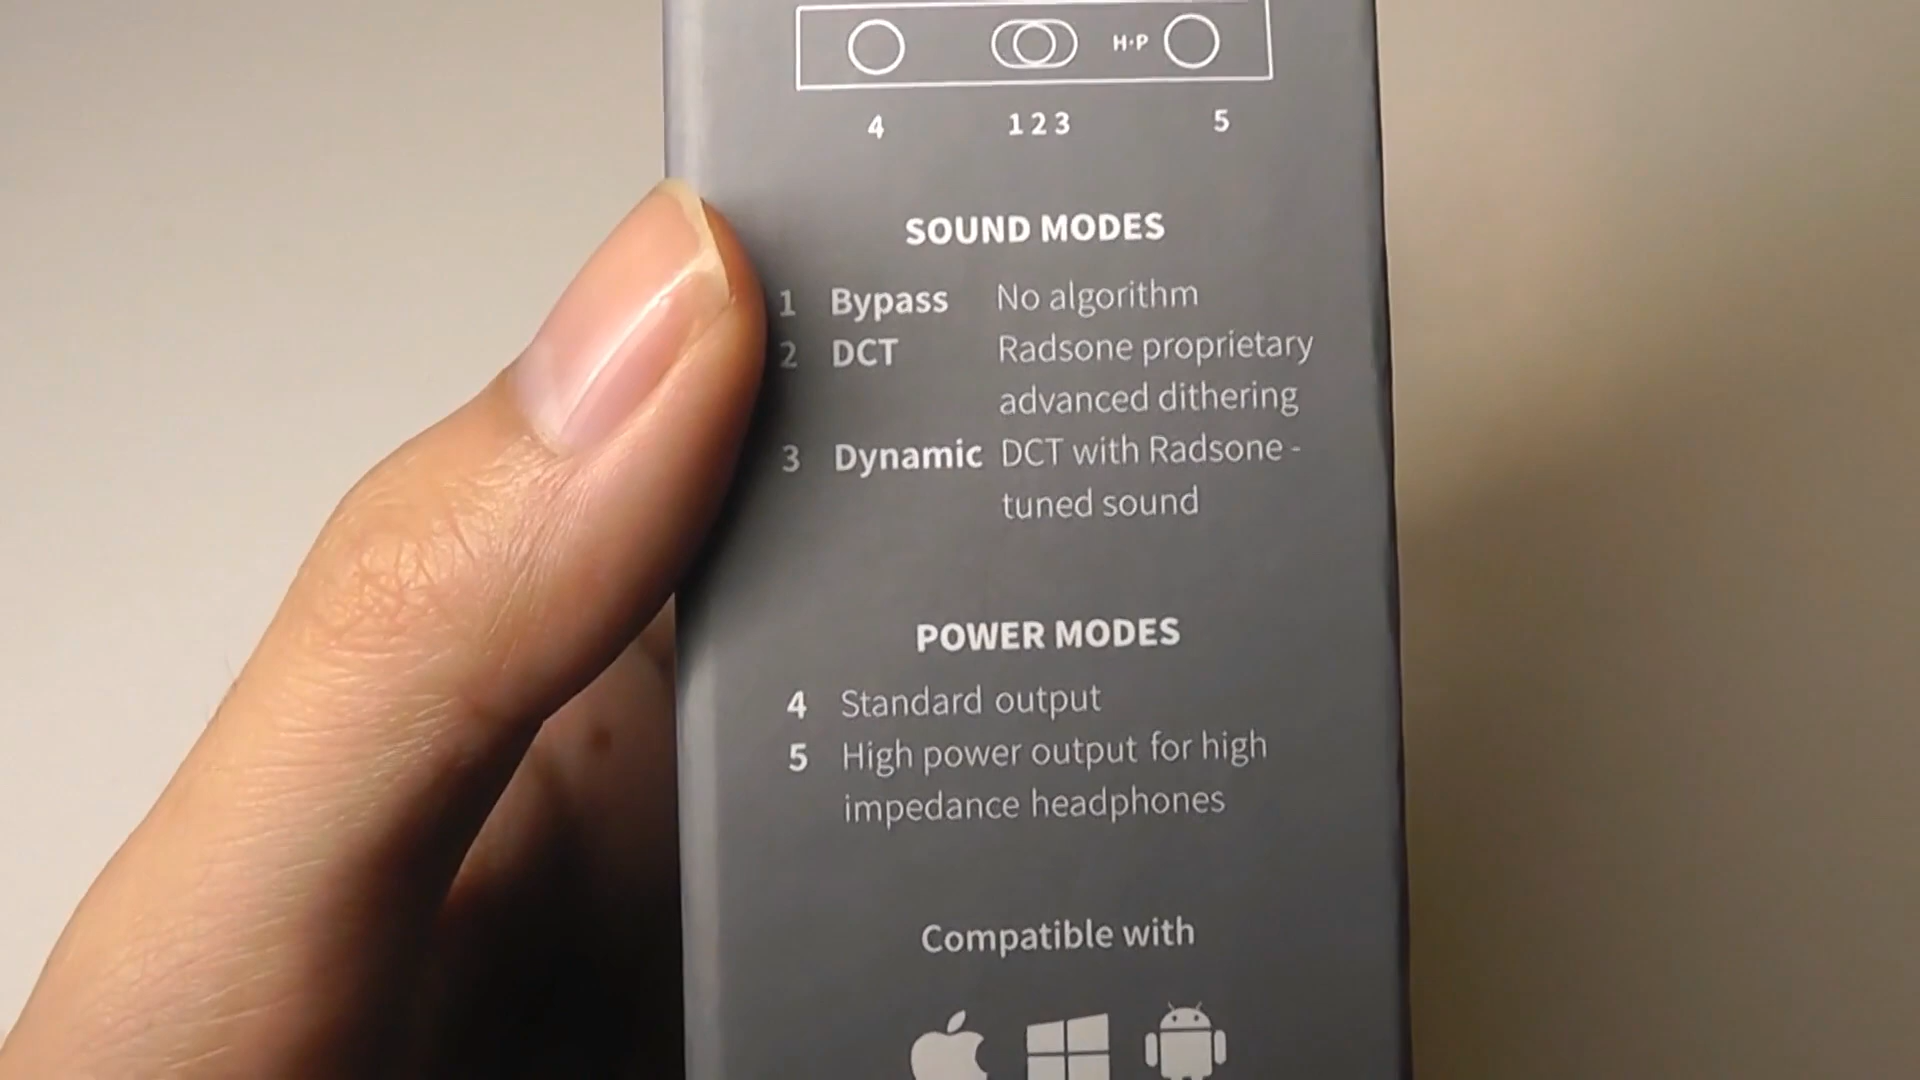 H·P
4 1 2 3 5
SOUND MODES
1 Bypass No algorithm
2 DCT Radsone proprietary
advanced dithering
3 Dynamic DCT with Radsone -
tuned sound
POWER MODES
4 Standard output
5 High power output for high
impedance headphones
Compatible with